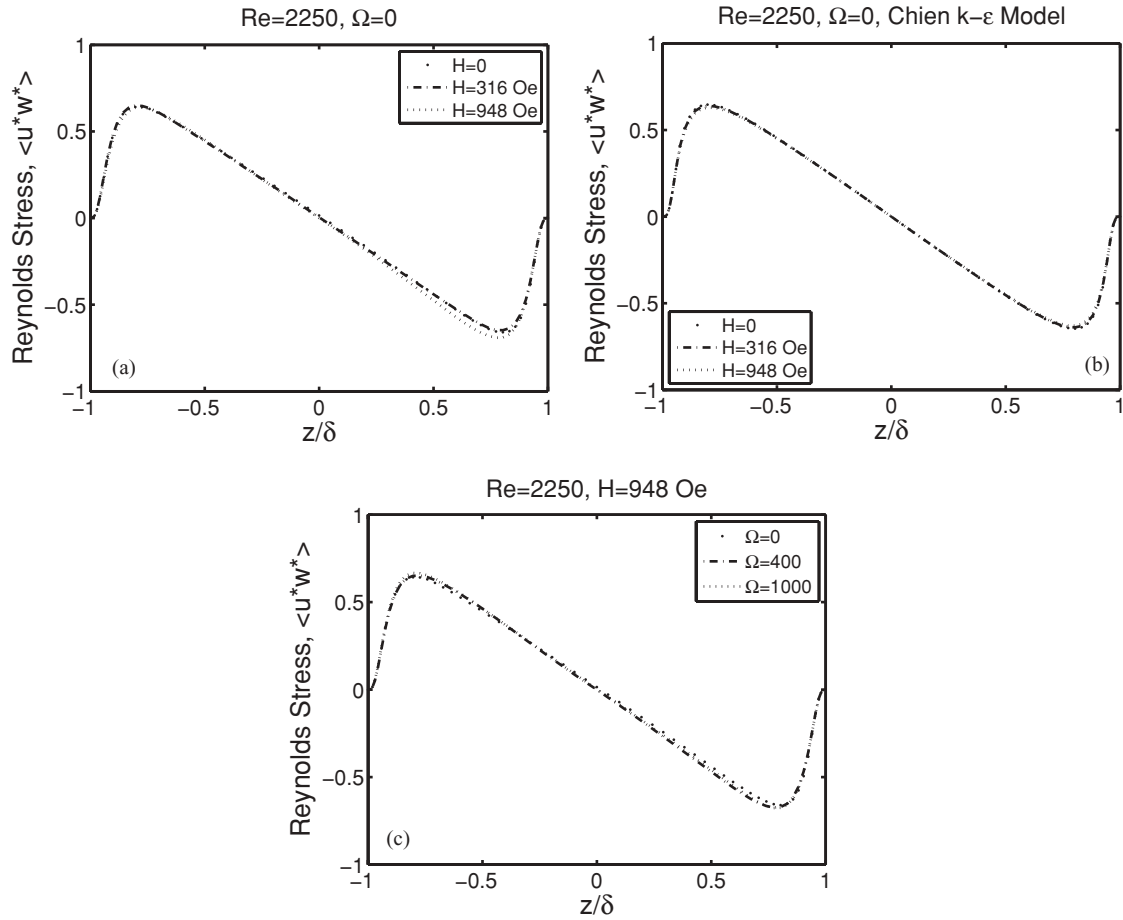 Re=2250, Ω=0
Reynolds Stress, <u*w*>
1
0.5
0
−0.5
−1
H=0
H=316 Oe
H=948 Oe
(a)
−1
−0.5
0
0.5
1
z/δ
Re=2250, Ω=0, Chien k−ε Model
Reynolds Stress, <u*w*>
1
0.5
0
−0.5
−1
H=0
H=316 Oe
H=948 Oe
(b)
−1
−0.5
0
0.5
1
z/δ
Re=2250, H=948 Oe
Reynolds Stress, <u*w*>
1
0.5
0
−0.5
−1
Ω=0
Ω=400
Ω=1000
(c)
−1
−0.5
0
0.5
1
z/δ